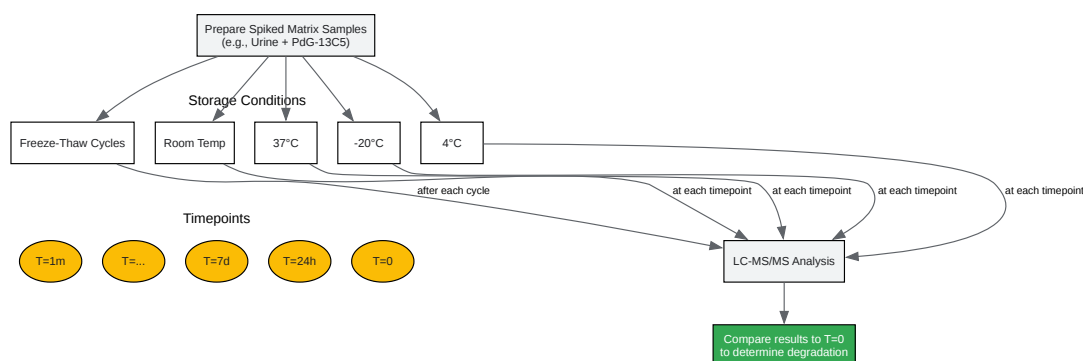 Prepare Spiked Matrix Samples
(e.g., Urine + PdG-13C5)
Storage Conditions
Freeze-Thaw Cycles
Room Temp
37°C
-20°C
4°C
after each cycle
at each timepoint
at each timepoint
at each timepoint
at each timepoint
Timepoints
T=1m
T=...
T=7d
T=24h
T=0
LC-MS/MS Analysis
Compare results to T=0
to determine degradation